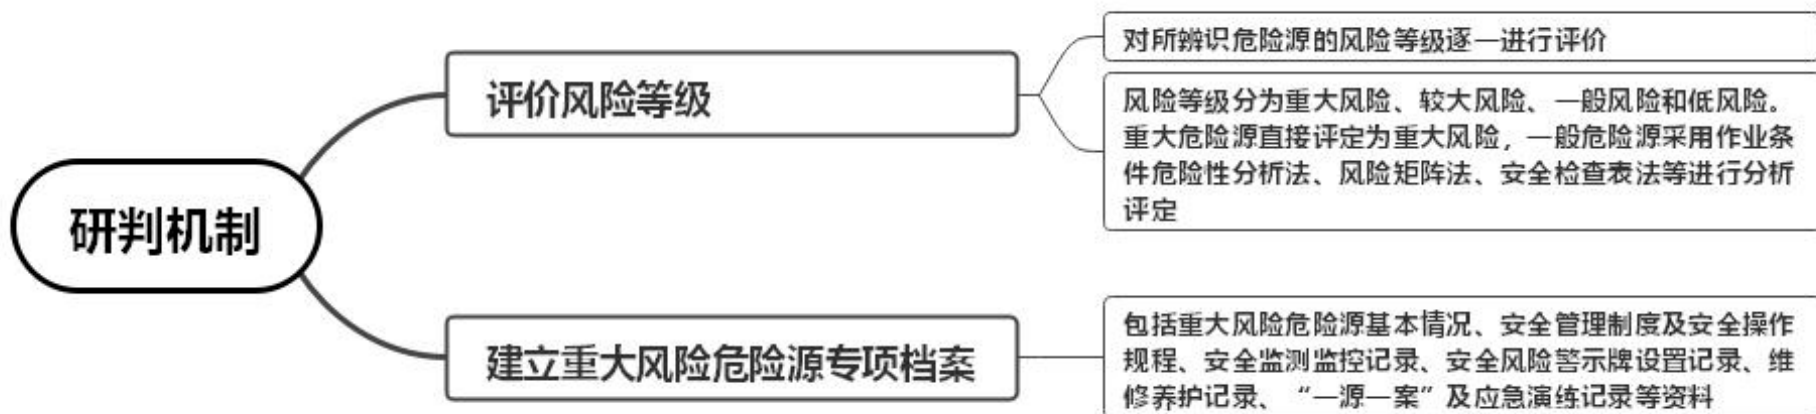 研判机制
评价风险等级
对所辨识危险源的风险等级逐一进行评价
风险等级分为重大风险、较大风险、一般风险和低风险。
重大危险源直接评定为重大风险，一般危险源采用作业条
件危险性分析法、风险矩阵法、安全检查表法等进行分析
评定
建立重大风险危险源专项档案
包括重大风险危险源基本情况、安全管理制度及安全操作
规程、安全监测监控记录、安全风险警示牌设置记录、维
修养护记录、“一源一案”及应急演练记录等资料